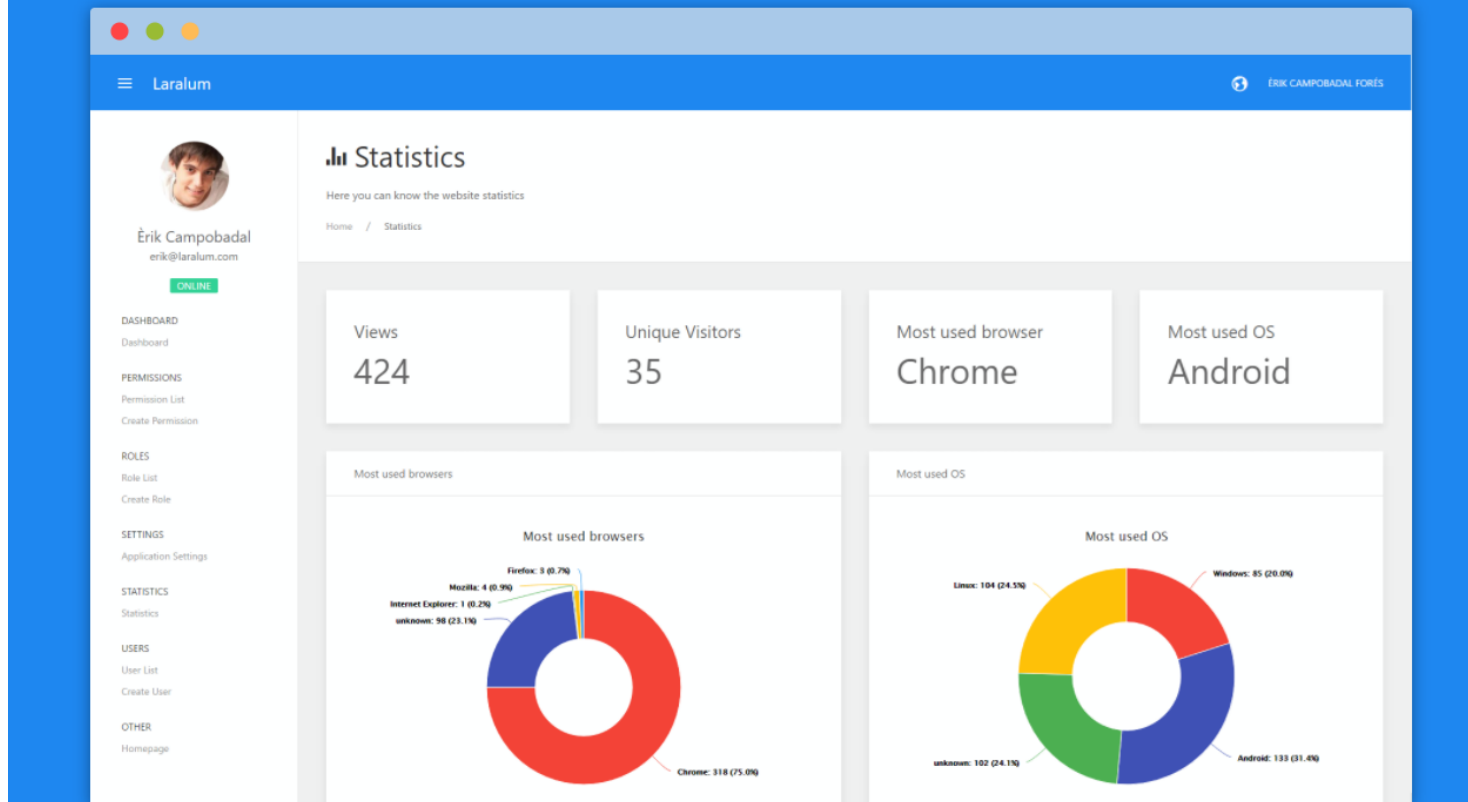 Laralum
ÈRIK CAMPOBADAL FORÉS
Èrik Campobadal
erik@laralum.com
ONLINE
DASHBOARD
Dashboard
PERMISSIONS
Permission List
Create Permission
ROLES
Role List
Create Role
SETTINGS
Application Settings
STATISTICS
Statistics
USERS
User List
Create User
OTHER
Homepage
Statistics
Here you can know the website statistics
Home / Statistics
Views
424
Unique Visitors
35
Most used browser
Chrome
Most used OS
Android
Most used browsers
Most used browsers
Firefox: 3 (0.7%)
Mozilla: 4 (0.9%)
Internet Explorer: 1 (0.2%)
unknown: 98 (23.1%)
Chrome: 318 (75.0%)
Most used OS
Most used OS
Linux: 104 (24.5%)
Windows: 85 (20.0%)
unknown: 102 (24.1%)
Android: 133 (31.4%)